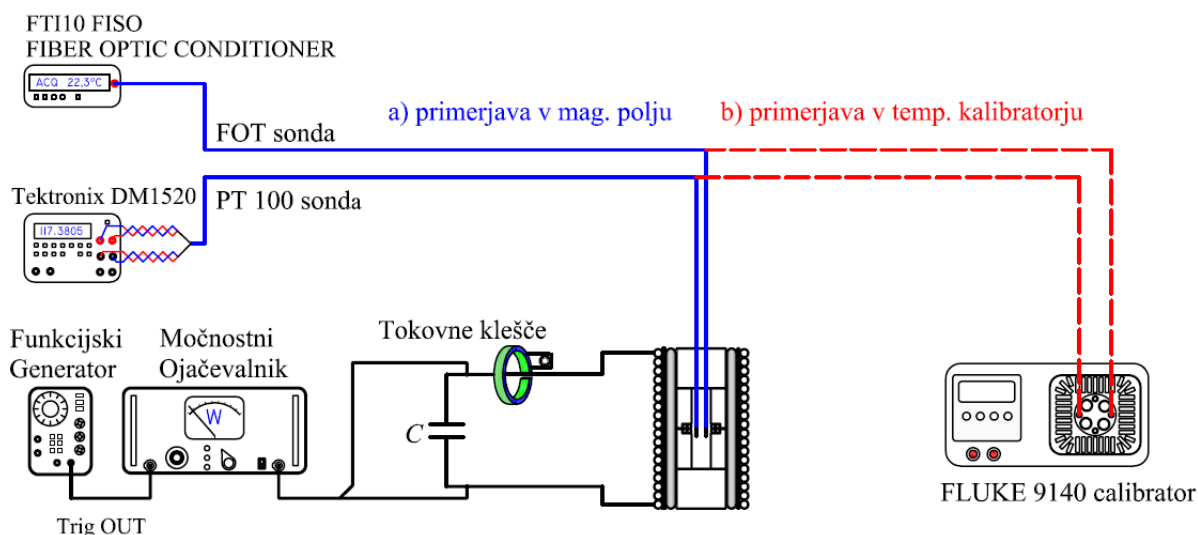 FTI10 FISO
FIBER OPTIC CONDITIONER
ACQ 22,3°C
a) primerjava v mag. polju
b) primerjava v temp. kalibratorju
FOT sonda
Tektronix DM1520
PT 100 sonda
117.3805
Funkcijski
Generator
Močnostni
Ojačevalnik
Tokovne klešče
W
C
FLUKE 9140 calibrator
Trig OUT